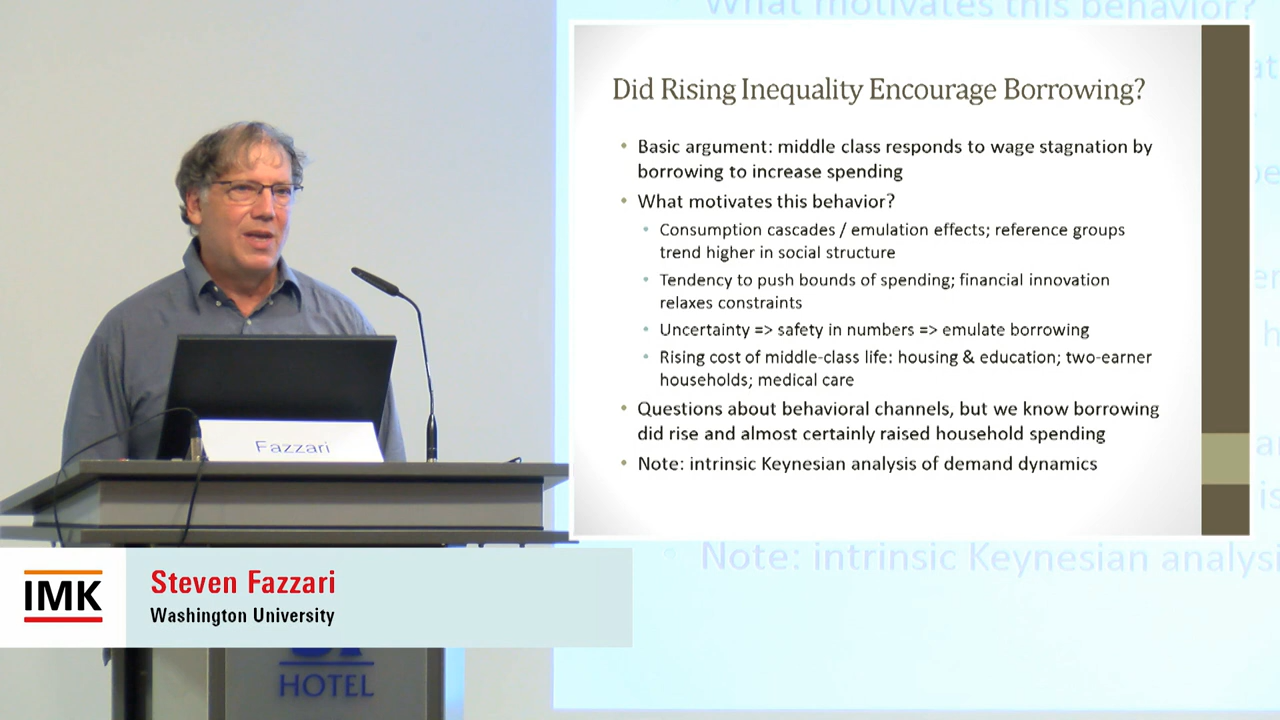 What motivates this behavior?
Did Rising Inequality Encourage Borrowing?
• Basic argument: middle class responds to wage stagnation by
borrowing to increase spending
• What motivates this behavior?
• Consumption cascades / emulation effects; reference groups
trend higher in social structure
• Tendency to push bounds of spending; financial innovation
relaxes constraints
• Uncertainty => safety in numbers => emulate borrowing
• Rising cost of middle-class life: housing & education; two-earner
households; medical care
• Questions about behavioral channels, but we know borrowing
did rise and almost certainly raised household spending
• Note: intrinsic Keynesian analysis of demand dynamics
Fazzari
Note: intrinsic Keynesian analysi
IMK
Steven Fazzari
Washington University
HOTEL